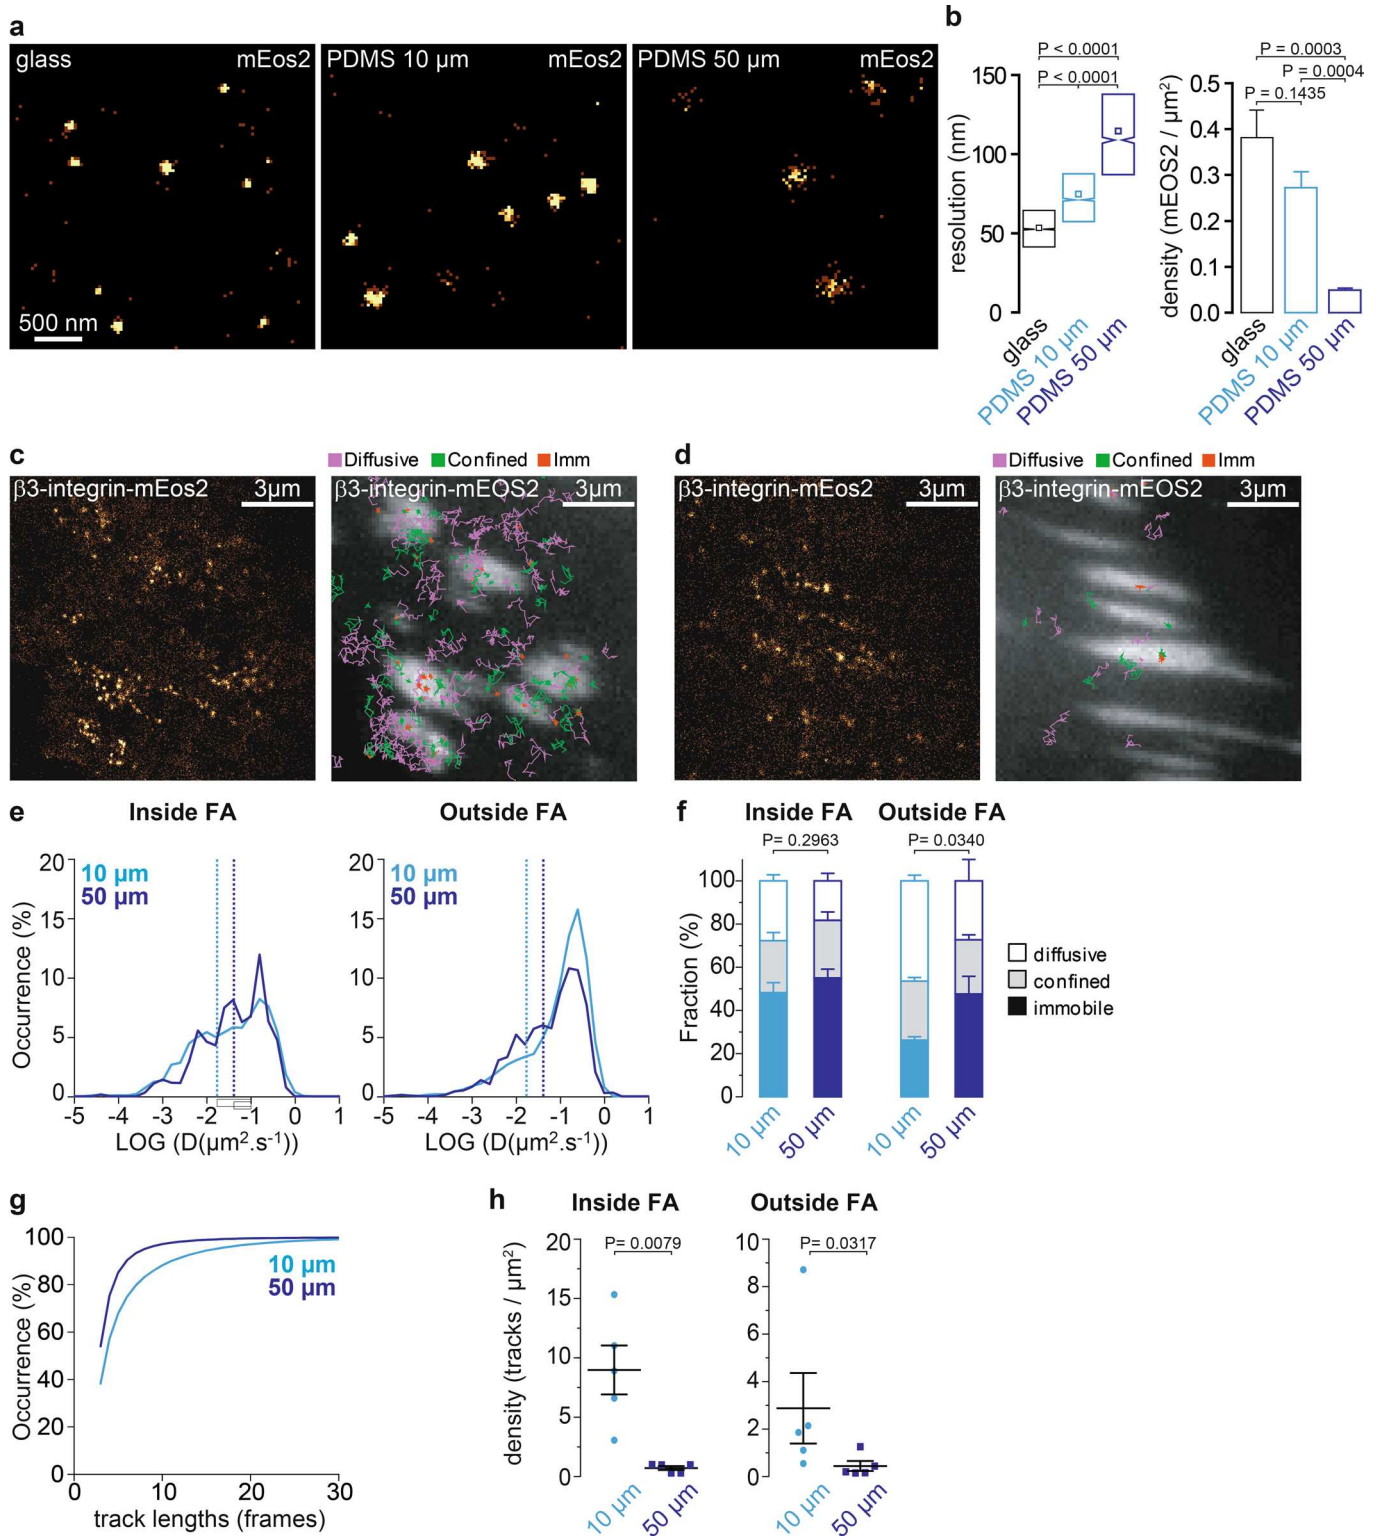 a
glass mEos2
PDMS 10 µm mEos2
PDMS 50 µm mEos2
500 nm
b
P < 0.0001
P < 0.0001
150
100
50
0
resolution (nm)
glass
PDMS 10 µm
PDMS 50 µm
P = 0.0003
P = 0.0004
P = 0.1435
0.5
0.4
0.3
0.2
0.1
0.0
density (mEOS2 / µm²)
glass
PDMS 10 µm
PDMS 50 µm
c
Diffusive Confined Imm
β3-integrin-mEos2 3µm
β3-integrin-mEOS2 3µm
d
Diffusive Confined Imm
β3-integrin-mEos2 3µm
β3-integrin-mEOS2 3µm
e
Inside FA
10 µm
50 µm
20
15
10
5
0
Occurrence (%)
-5 -4 -3 -2 -1 0 1
LOG (D(µm².s⁻¹))
Outside FA
10 µm
50 µm
20
15
10
5
0
-5 -4 -3 -2 -1 0 1
LOG (D(µm².s⁻¹))
f
Inside FA Outside FA
P= 0.2963 P= 0.0340
100
80
60
40
20
0
Fraction (%)
10 µm 50 µm 10 µm 50 µm
diffusive
confined
immobile
g
100
80
60
40
20
0
Occurrence (%)
10 µm
50 µm
0 10 20 30
track lengths (frames)
h
Inside FA
P= 0.0079
20
15
10
5
0
density (tracks / µm²)
10 µm 50 µm
Outside FA
P= 0.0317
10
8
6
4
2
0
10 µm 50 µm